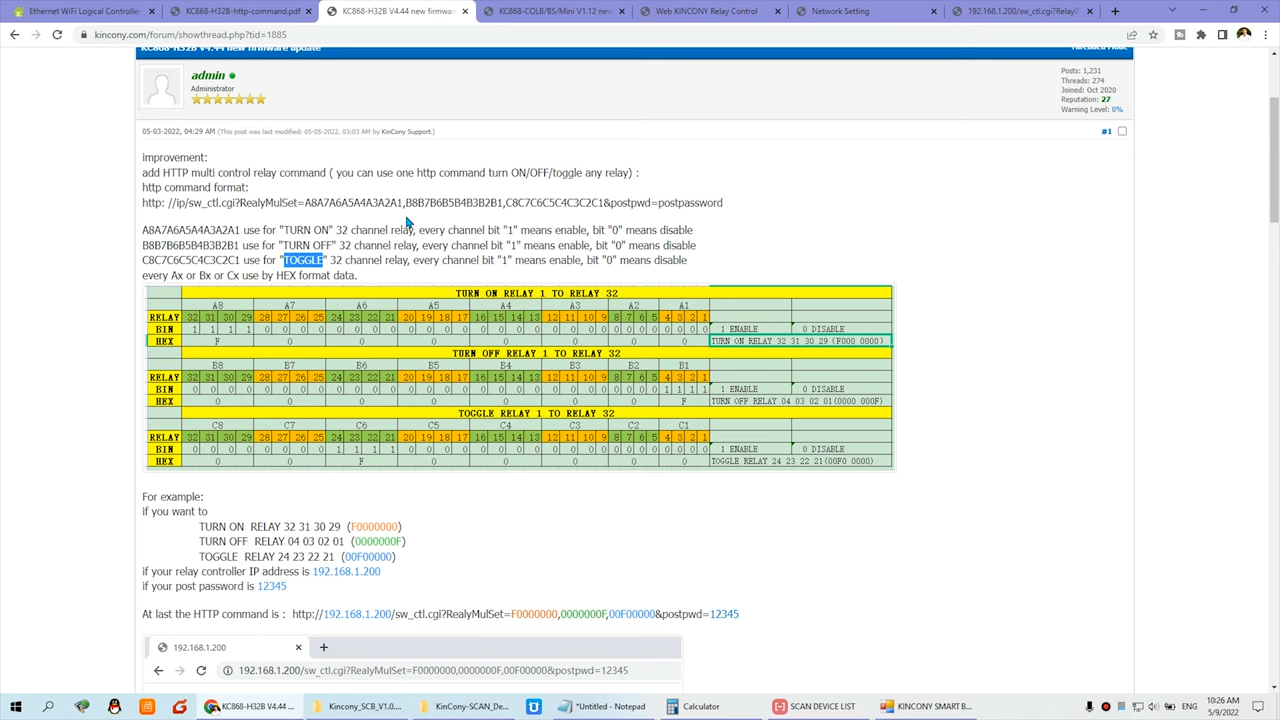 Ethernet WiFi Logical Controlle
KC868-H32B-http-command.pdf
KC868-H32B V4.44 new firmwar
KC868-COLB/BS/Mini V1.12 new
Web KINCONY Relay Control
Network Setting
192.168.1.200/sw_ctl.cgi?Relay0
kincony.com/forum/showthread.php?tid=1885
KC868-H32B V4.44 new firmware update
Threaded Mode
admin
Administrator
Posts: 1,231
Threads: 274
Joined: Oct 2020
Reputation: 27
Warning Level: 0%
05-03-2022, 04:29 AM (This post was last modified: 05-05-2022, 03:03 AM by KinCony Support.)
#1
improvement:
add HTTP multi control relay command ( you can use one http command turn ON/OFF/toggle any relay) :
http command format:
http: //ip/sw_ctl.cgi?RealyMulSet=A8A7A6A5A4A3A2A1,B8B7B6B5B4B3B2B1,C8C7C6C5C4C3C2C1&postpwd=postpassword
A8A7A6A5A4A3A2A1 use for "TURN ON" 32 channel relay, every channel bit "1" means enable, bit "0" means disable
B8B7B6B5B4B3B2B1 use for "TURN OFF" 32 channel relay, every channel bit "1" means enable, bit "0" means disable
C8C7C6C5C4C3C2C1 use for "TOGGLE" 32 channel relay, every channel bit "1" means enable, bit "0" means disable
every Ax or Bx or Cx use by HEX format data.
TURN ON RELAY 1 TO RELAY 32
A8 A7 A6 A5 A4 A3 A2 A1
RELAY 32 31 30 29 28 27 26 25 24 23 22 21 20 19 18 17 16 15 14 13 12 11 10 9 8 7 6 5 4 3 2 1
BIN 1 1 1 1 0 0 0 0 0 0 0 0 0 0 0 0 0 0 0 0 0 0 0 0 0 0 0 0 0 0 0 0 1 ENABLE 0 DISABLE
HEX F 0 0 0 0 0 0 0 TURN ON RELAY 32 31 30 29 (F000 0000)
TURN OFF RELAY 1 TO RELAY 32
B8 B7 B6 B5 B4 B3 B2 B1
RELAY 32 31 30 29 28 27 26 25 24 23 22 21 20 19 18 17 16 15 14 13 12 11 10 9 8 7 6 5 4 3 2 1
BIN 0 0 0 0 0 0 0 0 0 0 0 0 0 0 0 0 0 0 0 0 0 0 0 0 0 0 0 0 1 1 1 1 1 ENABLE 0 DISABLE
HEX 0 0 0 0 0 0 0 F TURN OFF RELAY 04 03 02 01(0000 000F)
TOGGLE RELAY 1 TO RELAY 32
C8 C7 C6 C5 C4 C3 C2 C1
RELAY 32 31 30 29 28 27 26 25 24 23 22 21 20 19 18 17 16 15 14 13 12 11 10 9 8 7 6 5 4 3 2 1
BIN 0 0 0 0 0 0 0 0 1 1 1 1 0 0 0 0 0 0 0 0 0 0 0 0 0 0 0 0 0 0 0 0 1 ENABLE 0 DISABLE
HEX 0 0 F 0 0 0 0 0 TOGGLE RELAY 24 23 22 21(00F0 0000)
For example:
if you want to
TURN ON RELAY 32 31 30 29 (F0000000)
TURN OFF RELAY 04 03 02 01 (0000000F)
TOGGLE RELAY 24 23 22 21 (00F00000)
if your relay controller IP address is 192.168.1.200
if your post password is 12345
At last the HTTP command is : http://192.168.1.200/sw_ctl.cgi?RealyMulSet=F0000000,0000000F,00F00000&postpwd=12345
192.168.1.200
192.168.1.200/sw_ctl.cgi?RealyMulSet=F0000000,0000000F,00F00000&postpwd=12345
KC868-H32B V4.44 ...
Kincony_SCB_V1.0....
KinCony-SCAN_De...
*Untitled - Notepad
Calculator
SCAN DEVICE LIST
KINCONY SMART B...
10:26 AM
5/9/2022